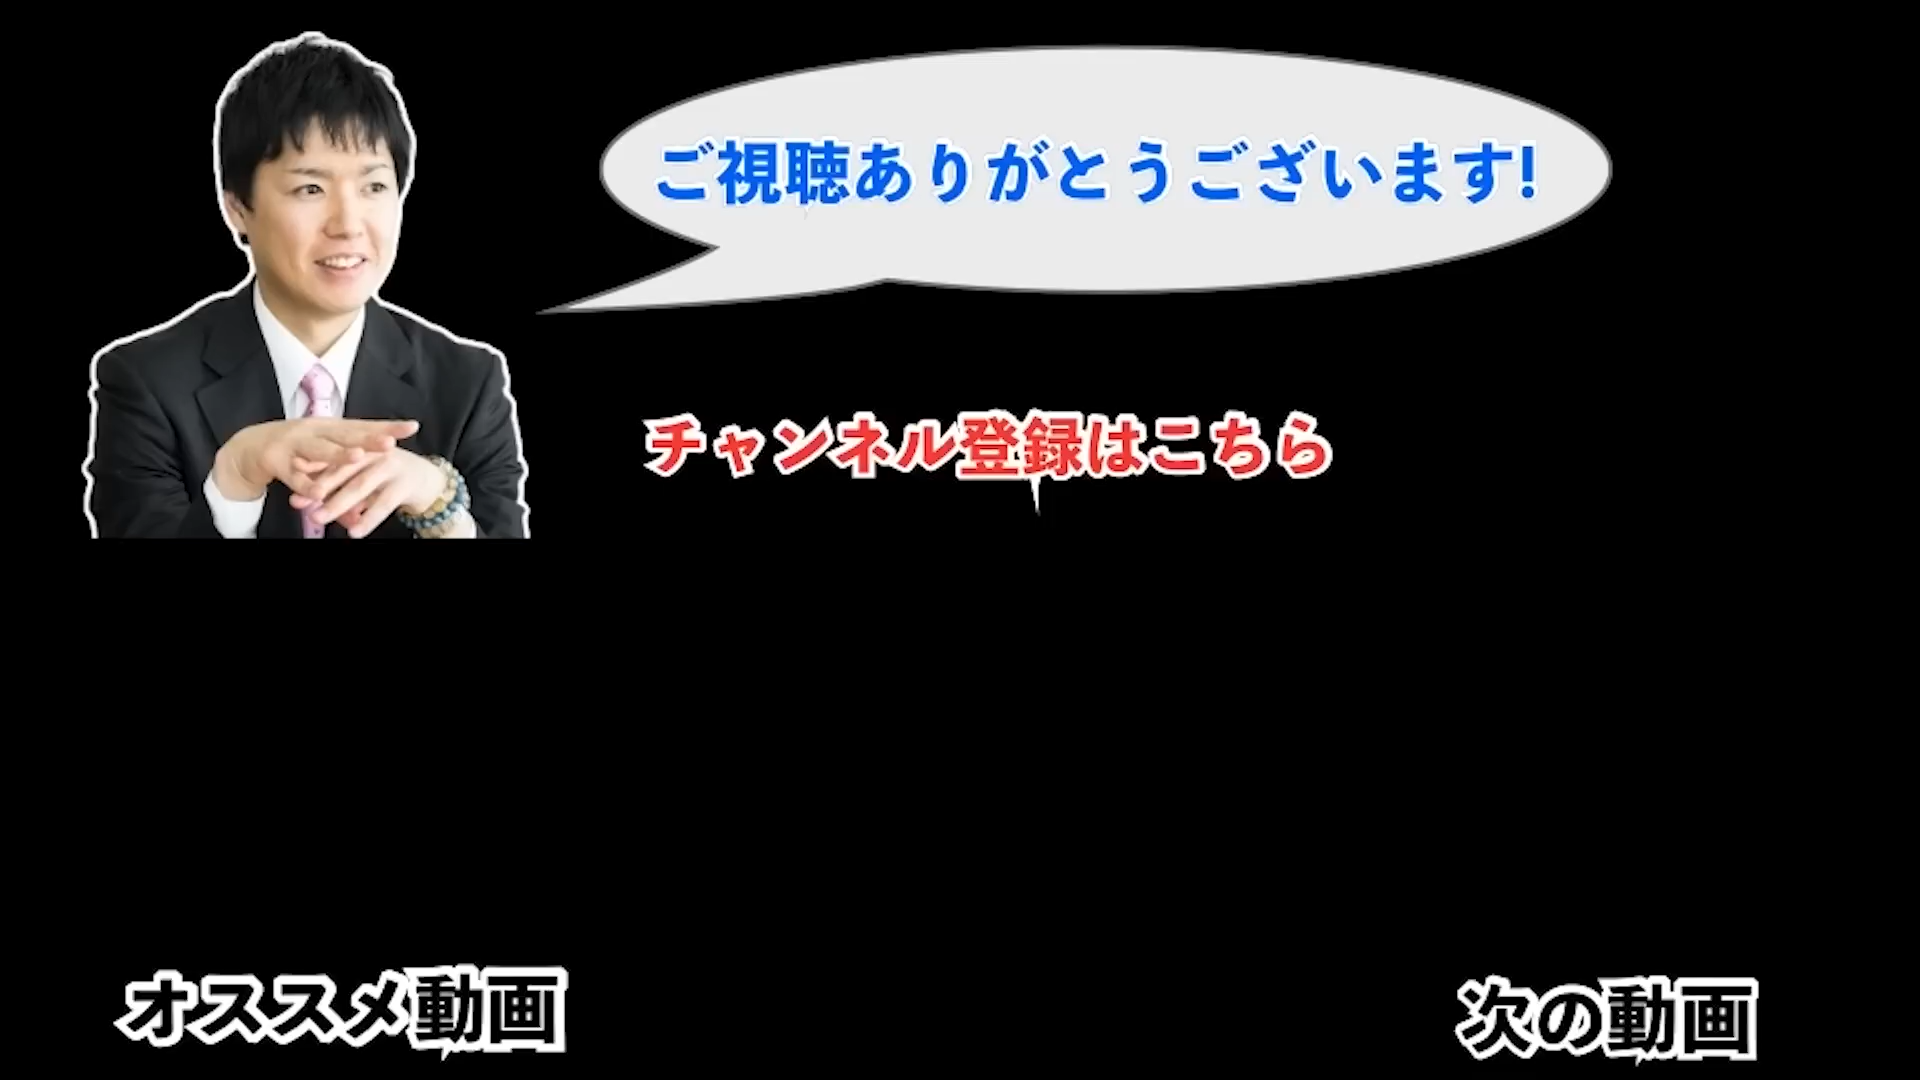 ご視聴ありがとうございます!
チャンネル登録はこちら
オススメ動画
次の動画